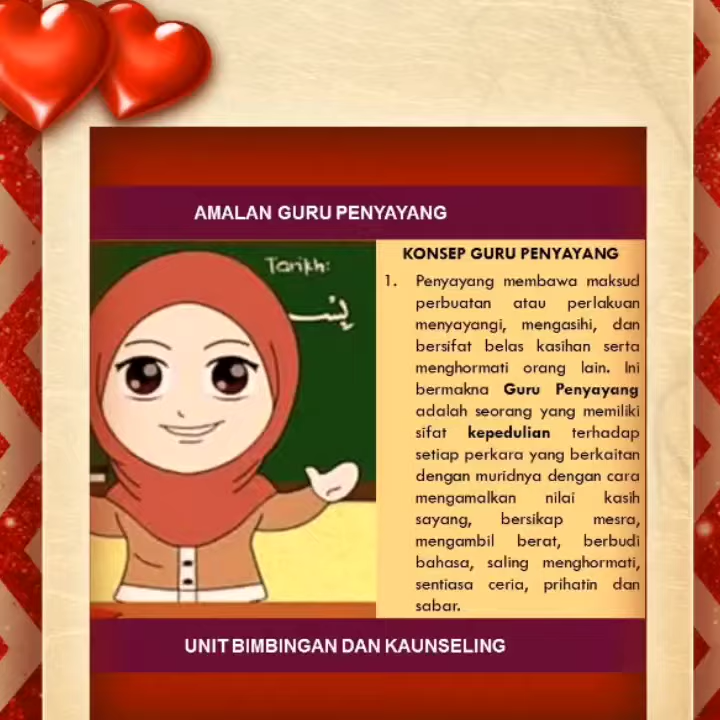 AMALAN GURU PENYAYANG
Tarikh:
KONSEP GURU PENYAYANG
1. Penyayang membawa maksud
perbuatan atau perlakuan
menyayangi, mengasihi, dan
bersifat belas kasihan serta
menghormati orang lain. Ini
bermakna Guru Penyayang
adalah seorang yang memiliki
sifat kepedulian terhadap
setiap perkara yang berkaitan
dengan muridnya dengan cara
mengamalkan nilai kasih
sayang, bersikap mesra,
mengambil berat, berbudi
bahasa, saling menghormati,
sentiasa ceria, prihatin dan
sabar.
UNIT BIMBINGAN DAN KAUNSELING